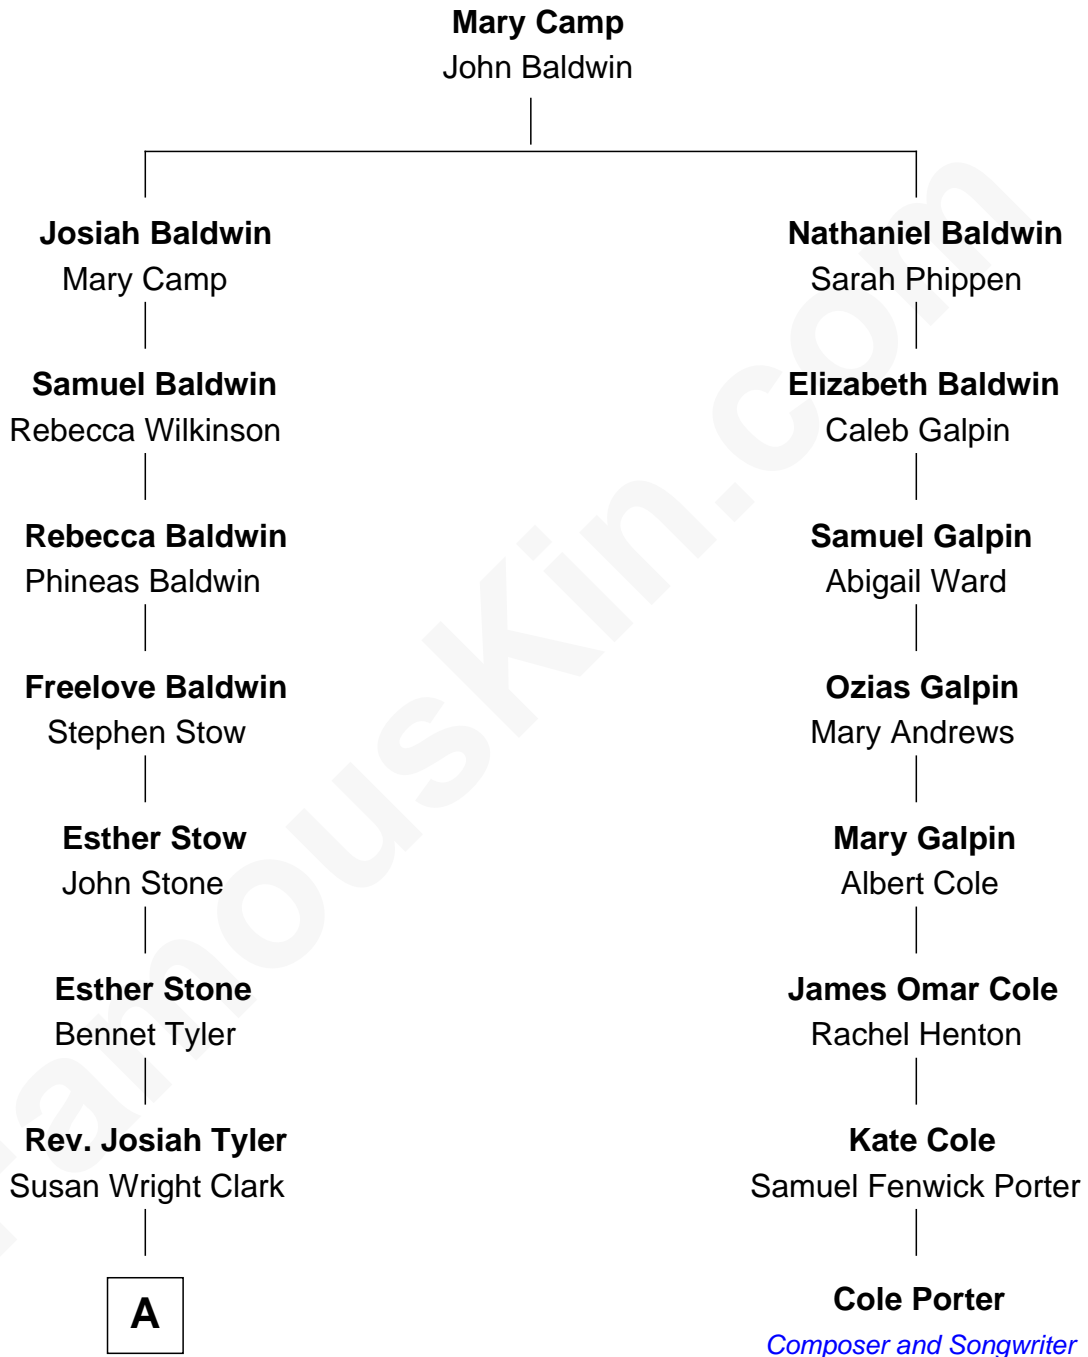 Mary Camp
John Baldwin
Josiah Baldwin
Mary Camp
Nathaniel Baldwin
Sarah Phippen
Samuel Baldwin
Rebecca Wilkinson
Elizabeth Baldwin
Caleb Galpin
Rebecca Baldwin
Phineas Baldwin
Samuel Galpin
Abigail Ward
Freelove Baldwin
Stephen Stow
Ozias Galpin
Mary Andrews
Esther Stow
John Stone
Mary Galpin
Albert Cole
Esther Stone
Bennet Tyler
James Omar Cole
Rachel Henton
Rev. Josiah Tyler
Susan Wright Clark
Kate Cole
Samuel Fenwick Porter
A
Cole Porter
Composer and Songwriter
FamousKin.com